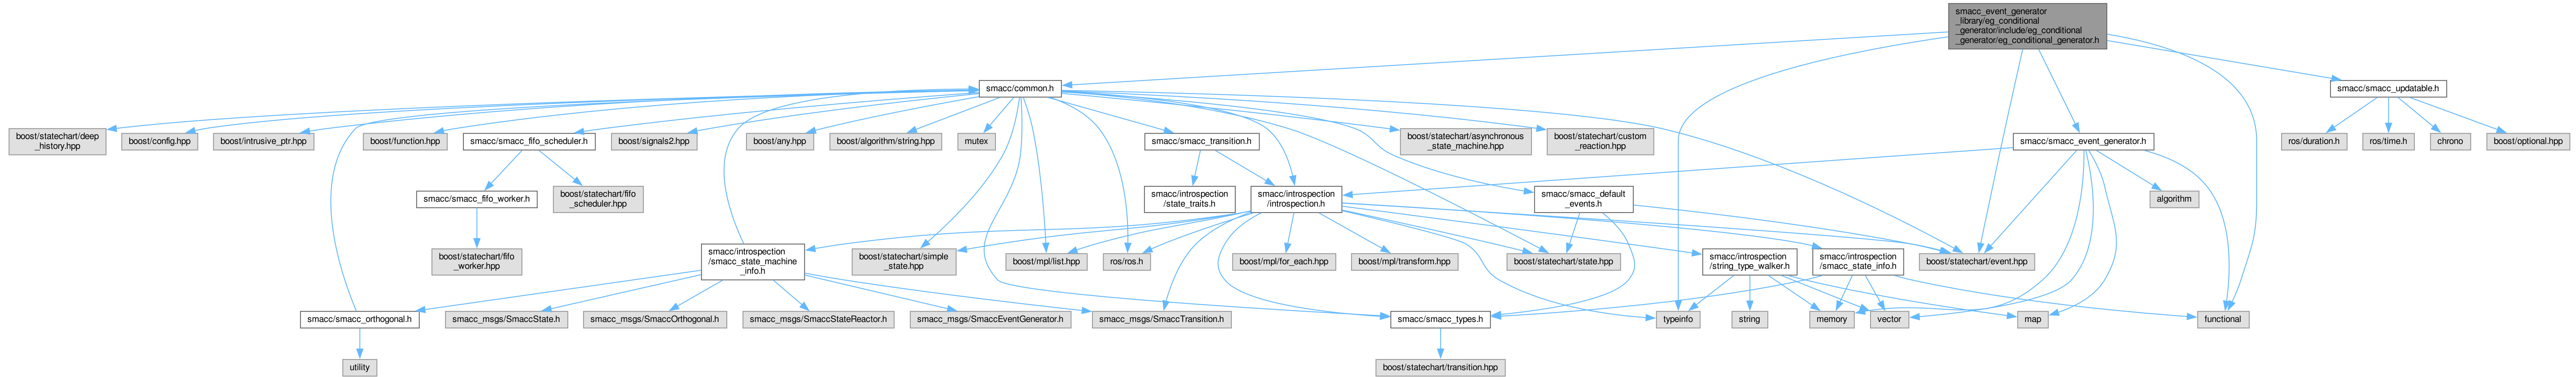 smacc_event_generator
_library/eg_conditional
_generator/include/eg_conditional
_generator/eg_conditional_generator.h
smacc/common.h
smacc/smacc_updatable.h
boost/statechart/deep
_history.hpp
boost/config.hpp
boost/intrusive_ptr.hpp
boost/function.hpp
smacc/smacc_fifo_scheduler.h
boost/signals2.hpp
boost/any.hpp
boost/algorithm/string.hpp
mutex
smacc/smacc_transition.h
boost/statechart/asynchronous
_state_machine.hpp
boost/statechart/custom
_reaction.hpp
smacc/smacc_event_generator.h
ros/duration.h
ros/time.h
chrono
boost/optional.hpp
smacc/smacc_fifo_worker.h
boost/statechart/fifo
_scheduler.hpp
smacc/introspection
/state_traits.h
smacc/introspection
/introspection.h
smacc/smacc_default
_events.h
algorithm
boost/statechart/fifo
_worker.hpp
smacc/introspection
/smacc_state_machine
_info.h
boost/statechart/simple
_state.hpp
boost/mpl/list.hpp
ros/ros.h
boost/mpl/for_each.hpp
boost/mpl/transform.hpp
boost/statechart/state.hpp
smacc/introspection
/string_type_walker.h
smacc/introspection
/smacc_state_info.h
boost/statechart/event.hpp
smacc/smacc_orthogonal.h
smacc_msgs/SmaccState.h
smacc_msgs/SmaccOrthogonal.h
smacc_msgs/SmaccStateReactor.h
smacc_msgs/SmaccEventGenerator.h
smacc_msgs/SmaccTransition.h
smacc/smacc_types.h
typeinfo
string
memory
vector
map
functional
utility
boost/statechart/transition.hpp